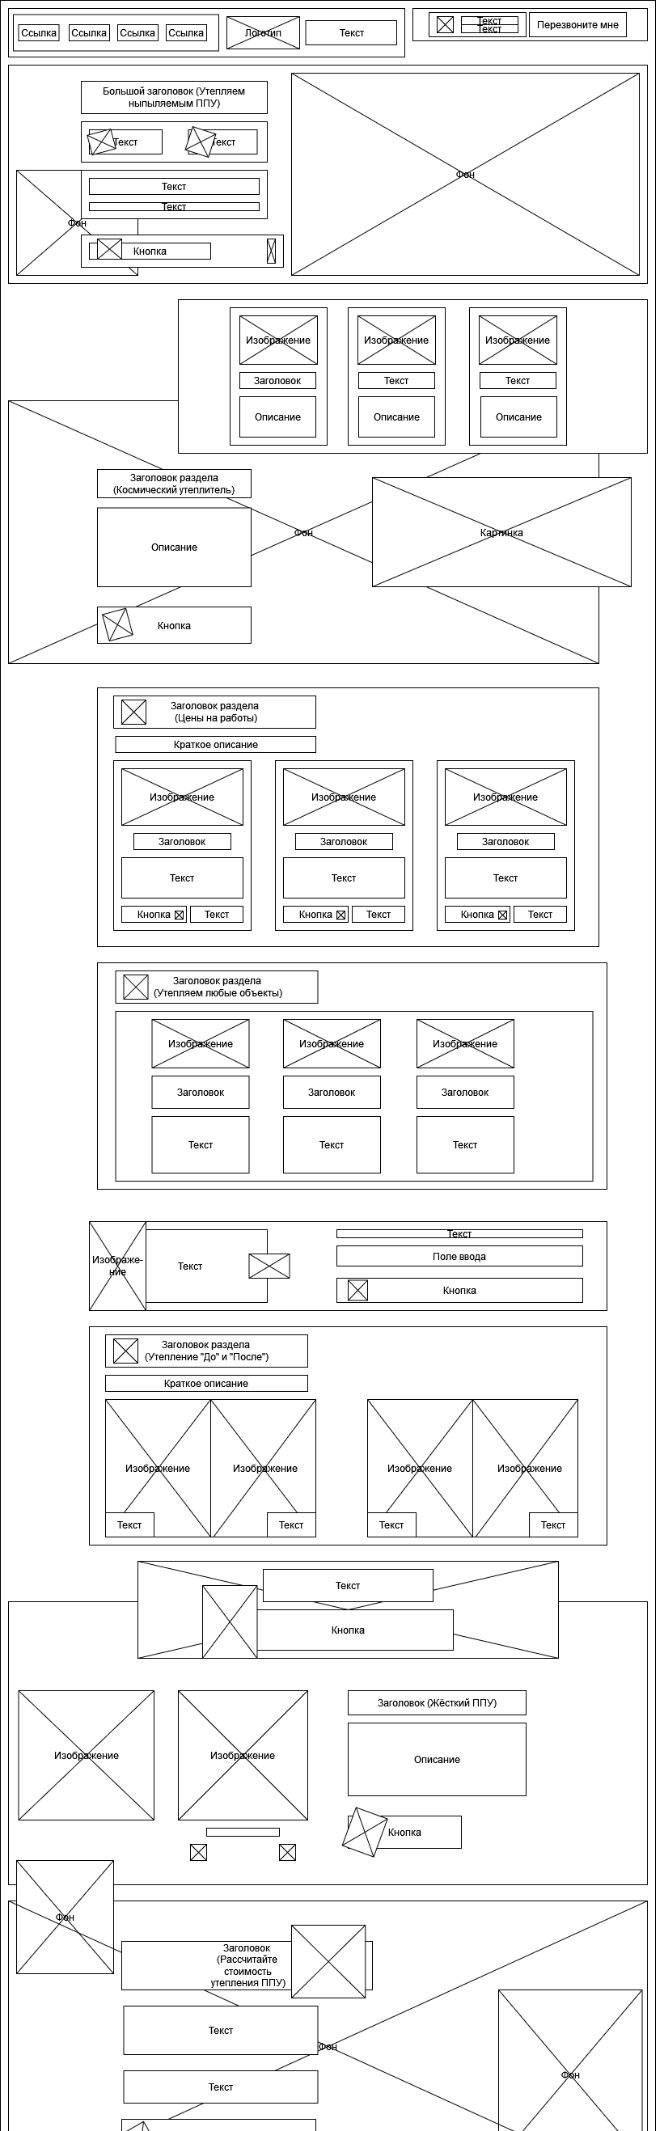 Ссылка
Ссылка
Ссылка
Ссылка
Логотип
Текст
Текст
Текст
Перезвоните мне
Большой заголовок (Утепляем
ныпыляемым ППУ)
Текст
Текст
Фон
Текст
Текст
Фон
Кнопка
Изображение
Изображение
Изображение
Заголовок
Текст
Текст
Описание
Описание
Описание
Заголовок раздела
(Космический утеплитель)
Описание
Фон
Картинка
Кнопка
Заголовок раздела
(Цены на работы)
Краткое описание
Изображение
Изображение
Изображение
Заголовок
Заголовок
Заголовок
Текст
Текст
Текст
Кнопка
Текст
Кнопка
Текст
Кнопка
Текст
Заголовок раздела
(Утепляем любые объекты)
Изображение
Изображение
Изображение
Заголовок
Заголовок
Заголовок
Текст
Текст
Текст
Изображе-
ние
Текст
Текст
Поле ввода
Кнопка
Заголовок раздела
(Утепление "До" и "После")
Краткое описание
Изображение
Изображение
Изображение
Изображение
Текст
Текст
Текст
Текст
Текст
Кнопка
Изображение
Изображение
Заголовок (Жёсткий ППУ)
Описание
Кнопка
Фон
Заголовок
(Рассчитайте
стоимость
утепления ППУ)
Текст
Фон
Фон
Текст